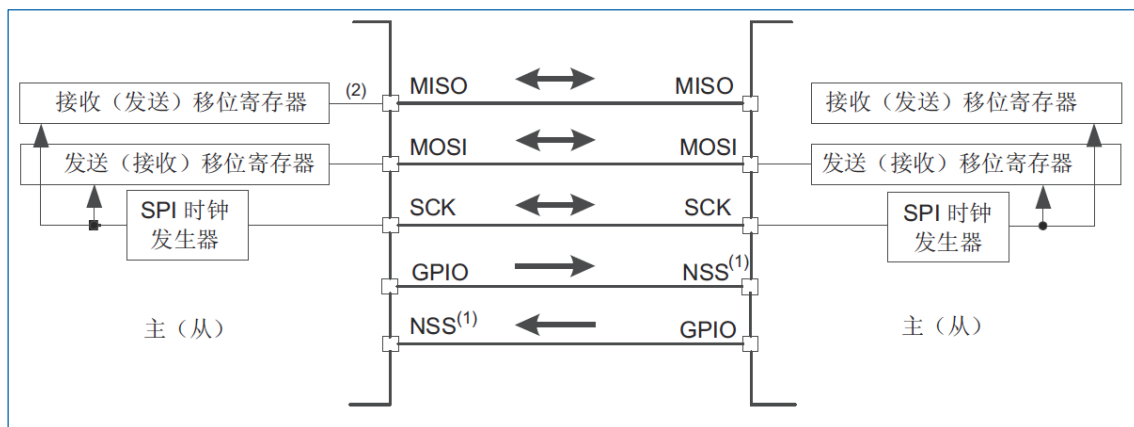 接收（发送）移位寄存器
(2)
MISO
MISO
接收（发送）移位寄存器
发送（接收）移位寄存器
MOSI
MOSI
发送（接收）移位寄存器
SPI 时钟
发生器
SCK
SCK
SPI 时钟
发生器
GPIO
NSS(1)
主（从）
NSS(1)
GPIO
主（从）